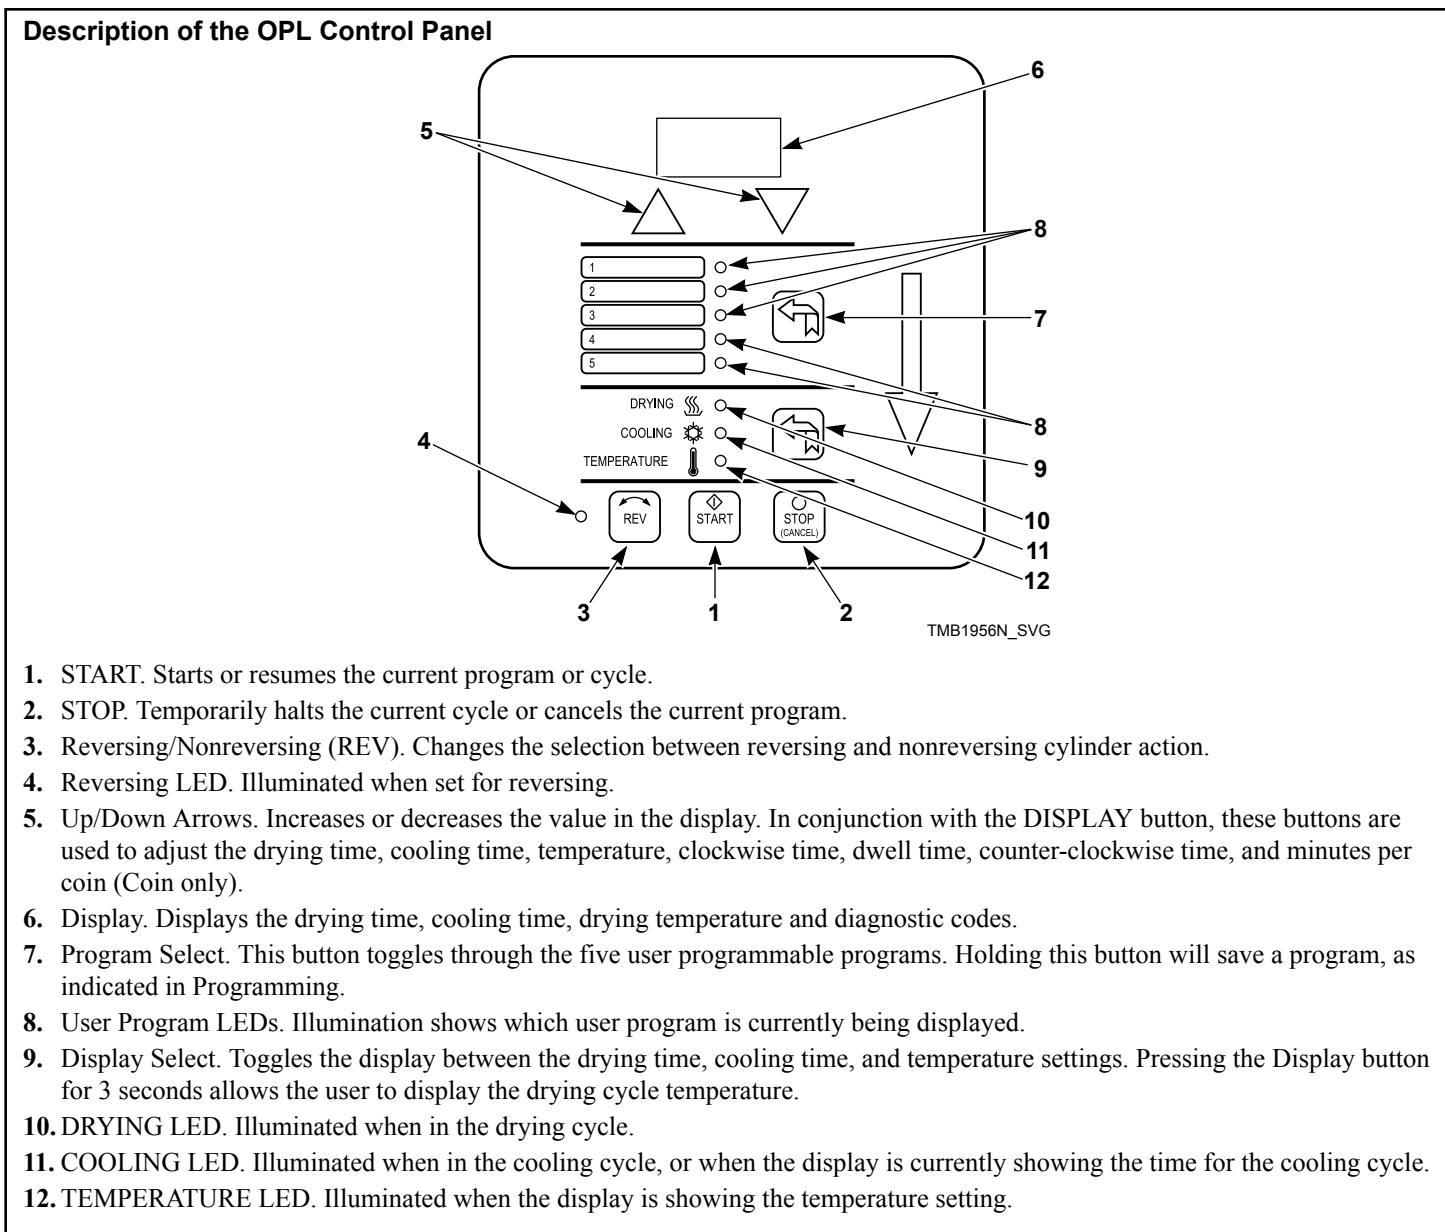 Description of the OPL Control Panel
6
5
8
1
2
3
7
4
5
DRYING
8
COOLING
4
9
TEMPERATURE
10
REV
START
STOP
(CANCEL)
11
12
3
1
2
TMB1956N_SVG
1. START. Starts or resumes the current program or cycle.
2. STOP. Temporarily halts the current cycle or cancels the current program.
3. Reversing/Nonreversing (REV). Changes the selection between reversing and nonreversing cylinder action.
4. Reversing LED. Illuminated when set for reversing.
5. Up/Down Arrows. Increases or decreases the value in the display. In conjunction with the DISPLAY button, these buttons are
used to adjust the drying time, cooling time, temperature, clockwise time, dwell time, counter-clockwise time, and minutes per
coin (Coin only).
6. Display. Displays the drying time, cooling time, drying temperature and diagnostic codes.
7. Program Select. This button toggles through the five user programmable programs. Holding this button will save a program, as
indicated in Programming.
8. User Program LEDs. Illumination shows which user program is currently being displayed.
9. Display Select. Toggles the display between the drying time, cooling time, and temperature settings. Pressing the Display button
for 3 seconds allows the user to display the drying cycle temperature.
10. DRYING LED. Illuminated when in the drying cycle.
11. COOLING LED. Illuminated when in the cooling cycle, or when the display is currently showing the time for the cooling cycle.
12. TEMPERATURE LED. Illuminated when the display is showing the temperature setting.